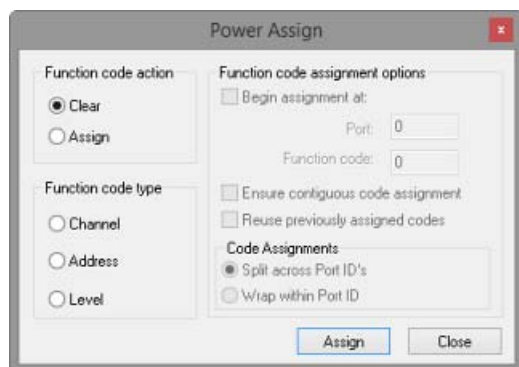 Power Assign
x
Function code action
Clear
Assign
Function code type
Channel
Address
Level
Function code assignment options
Begin assignment at:
Port: 0
Function code: 0
Ensure contiguous code assignment
Reuse previously assigned codes
Code Assignments
Split across Port ID's
Wrap within Port ID
Assign Close